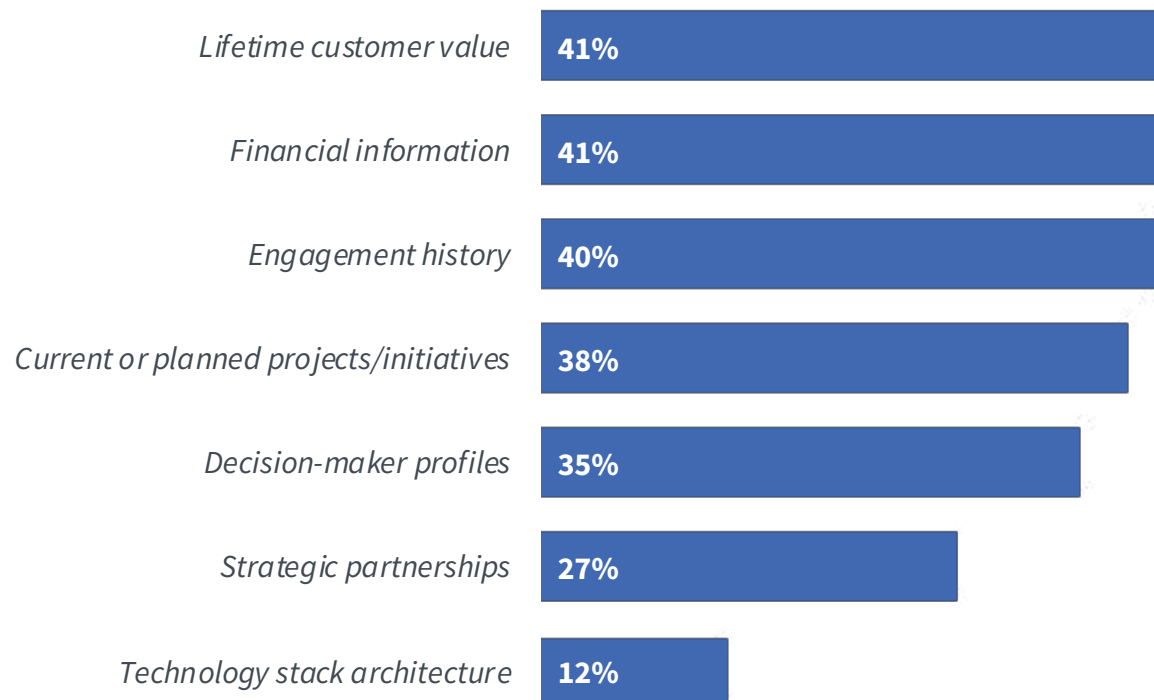 Lifetime customer value 41%
Financial information 41%
Engagement history 40%
Current or planned projects/initiatives 38%
Decision-maker profiles 35%
Strategic partnerships 27%
Technology stack architecture 12%